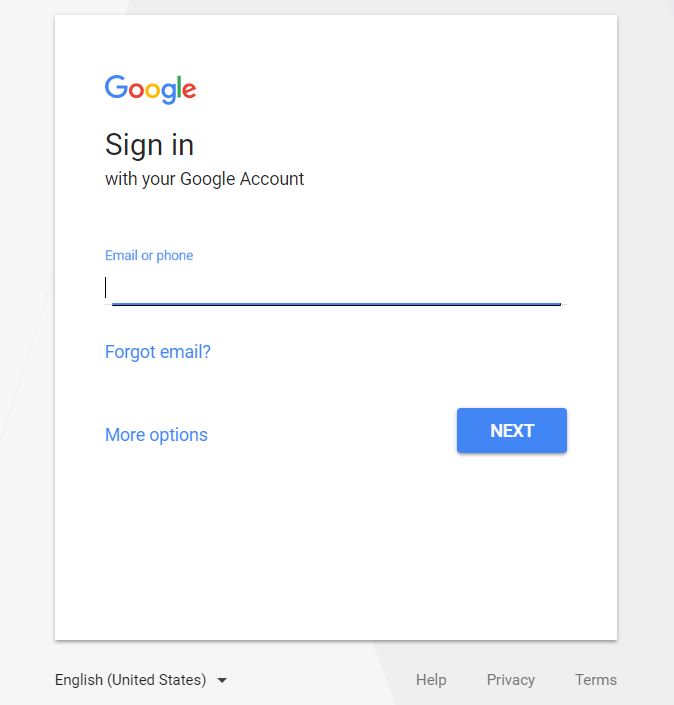 Google
Sign in
with your Google Account
Email or phone
Forgot email?
More options
NEXT
English (United States)
Help
Privacy
Terms